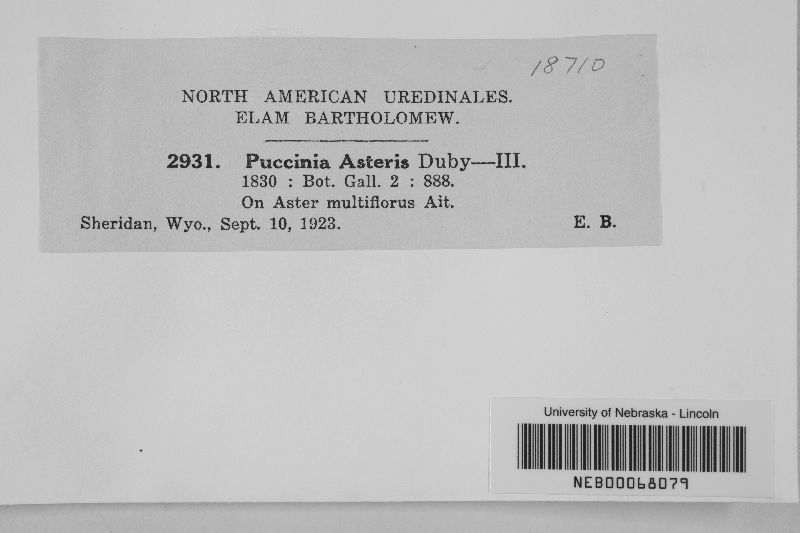 18710
NORTH AMERICAN UREDINALES.
ELAM BARTHOLOMEW.
2931. Puccinia Asteris Duby—III.
1830 : Bot. Gall. 2 : 888.
On Aster multiflorus Ait.
Sheridan, Wyo., Sept. 10, 1923. E. B.
University of Nebraska - Lincoln
NEB00068079